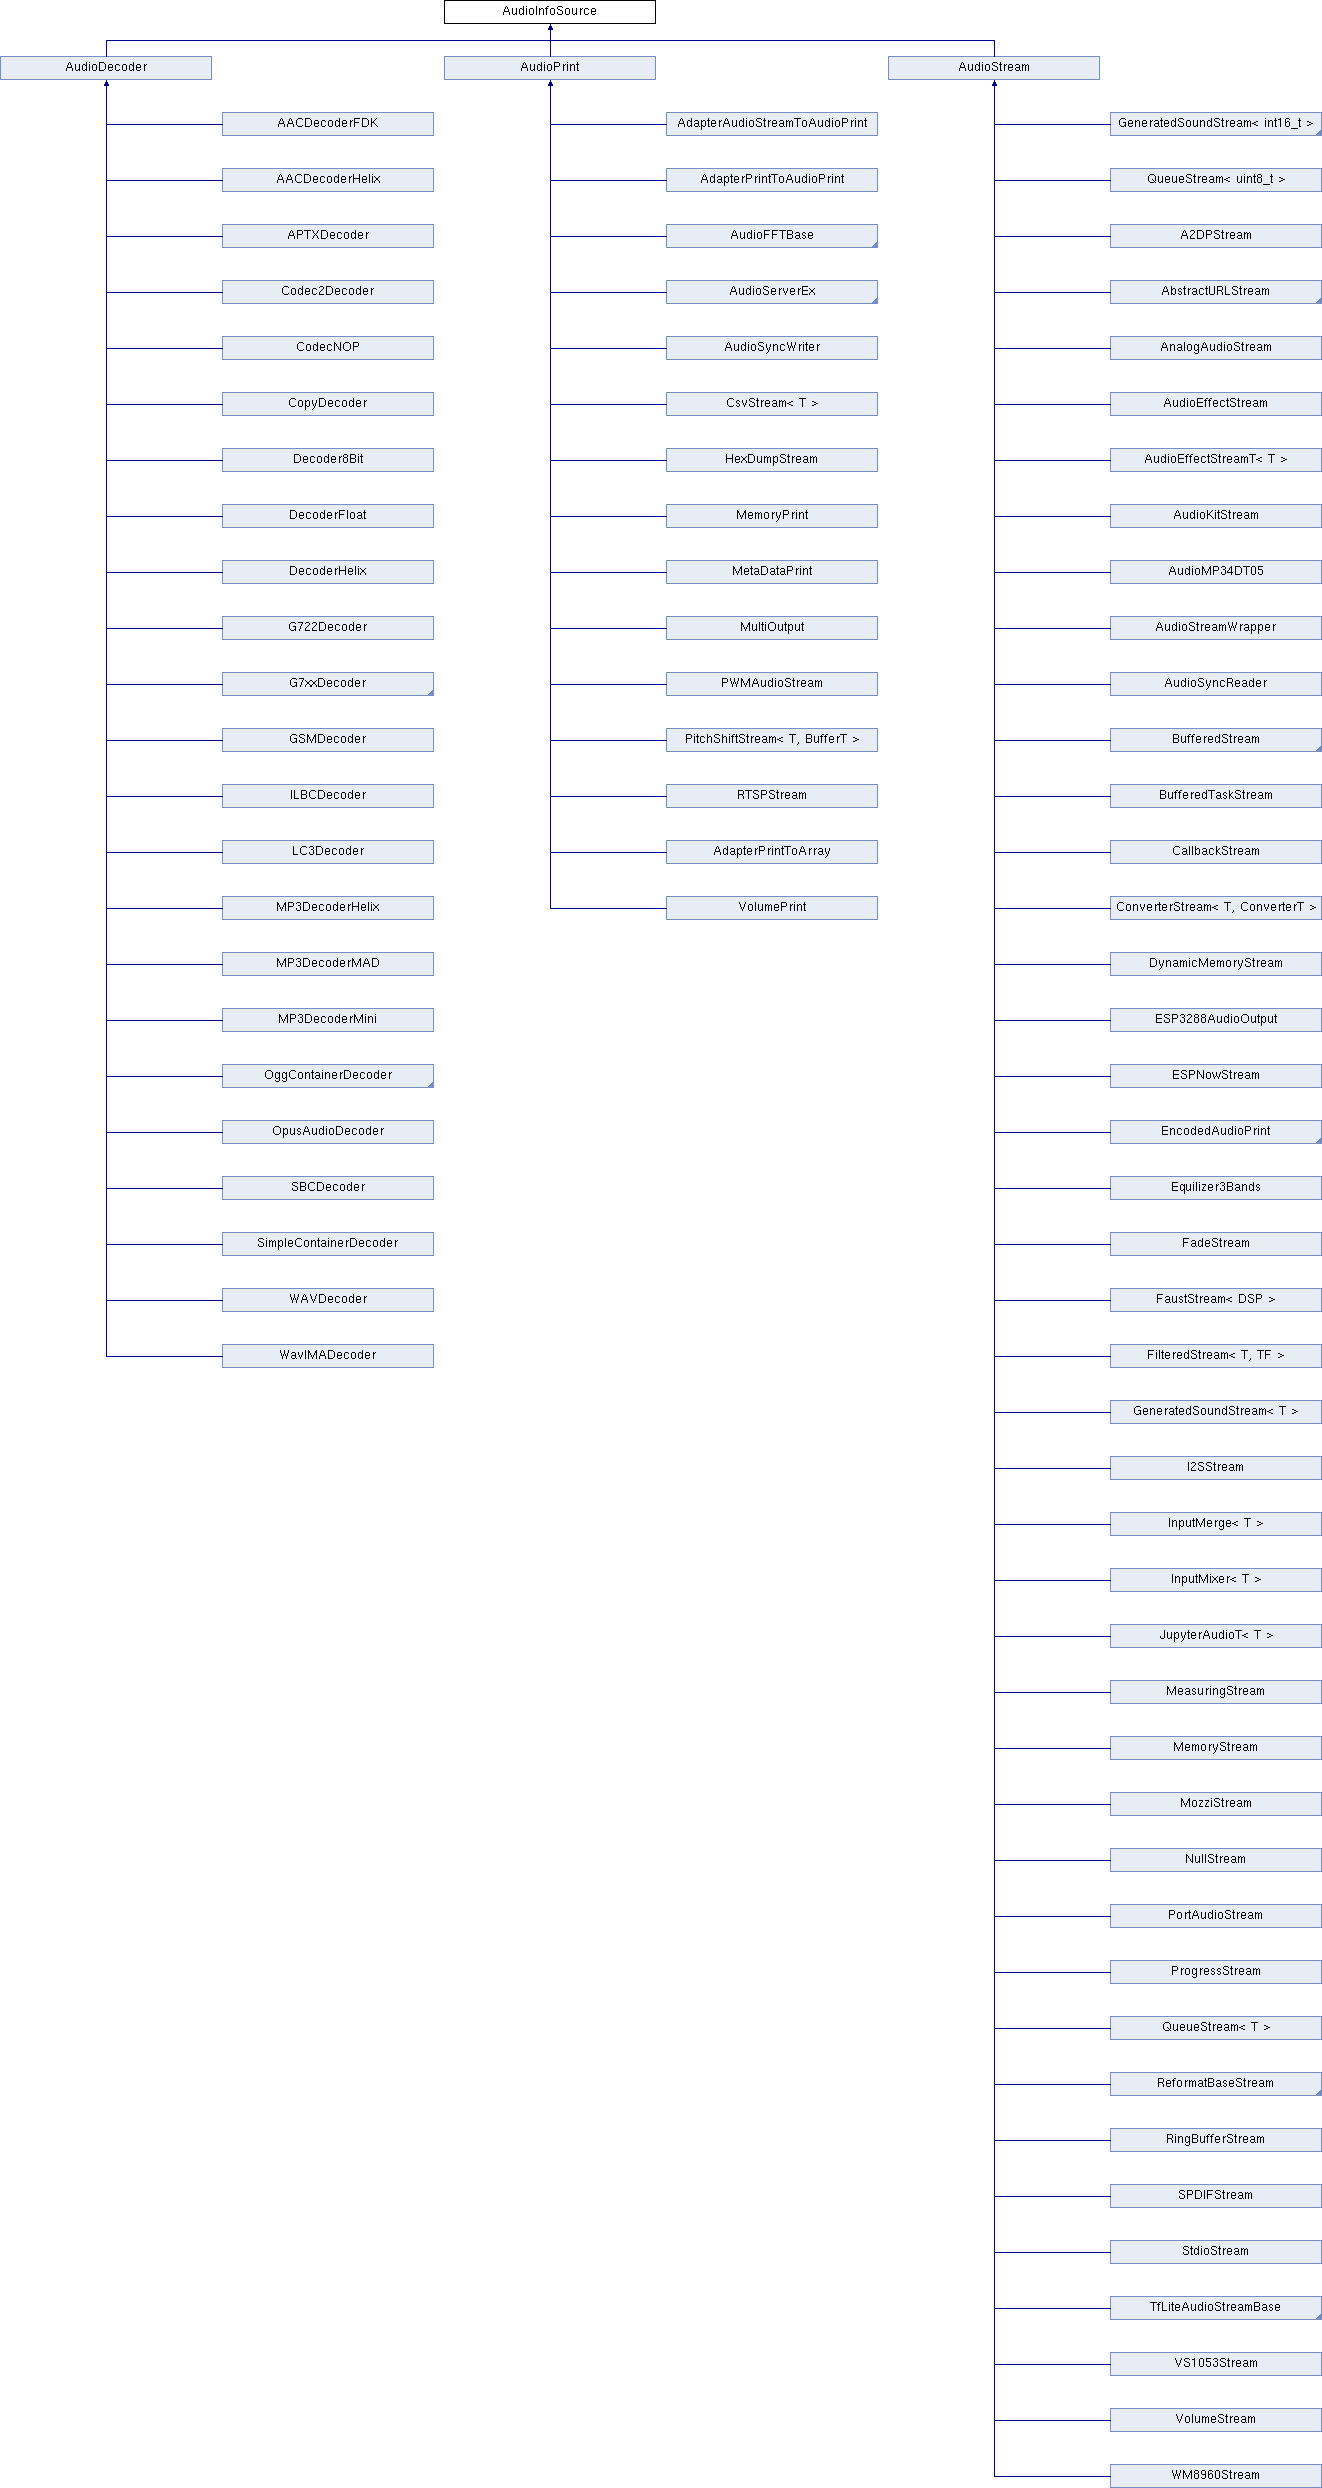 AudioInfoSource
AudioDecoder
AudioPrint
AudioStream
AACDecoderFDK
AdapterAudioStreamToAudioPrint
GeneratedSoundStream< int16_t >
AACDecoderHelix
AdapterPrintToAudioPrint
QueueStream< uint8_t >
APTXDecoder
AudioFFTBase
A2DPStream
Codec2Decoder
AudioServerEx
AbstractURLStream
CodecNOP
AudioSyncWriter
AnalogAudioStream
CopyDecoder
CsvStream< T >
AudioEffectStream
Decoder8Bit
HexDumpStream
AudioEffectStreamT< T >
DecoderFloat
MemoryPrint
AudioKitStream
DecoderHelix
MetaDataPrint
AudioMP34DT05
G722Decoder
MultiOutput
AudioStreamWrapper
G7xxDecoder
PWMAudioStream
AudioSyncReader
GSMDecoder
PitchShiftStream< T, BufferT >
BufferedStream
ILBCDecoder
RTSPStream
BufferedTaskStream
LC3Decoder
AdapterPrintToArray
CallbackStream
MP3DecoderHelix
VolumePrint
ConverterStream< T, ConverterT >
MP3DecoderMAD
DynamicMemoryStream
MP3DecoderMini
ESP3288AudioOutput
OggContainerDecoder
ESPNowStream
OpusAudioDecoder
EncodedAudioPrint
SBCDecoder
Equilizer3Bands
SimpleContainerDecoder
FadeStream
WAVDecoder
FaustStream< DSP >
WavIMADecoder
FilteredStream< T, TF >
GeneratedSoundStream< T >
I2SStream
InputMerge< T >
InputMixer< T >
JupyterAudioT< T >
MeasuringStream
MemoryStream
MozziStream
NullStream
PortAudioStream
ProgressStream
QueueStream< T >
ReformatBaseStream
RingBufferStream
SPDIFStream
StdioStream
TfLiteAudioStreamBase
VS1053Stream
VolumeStream
WM8960Stream